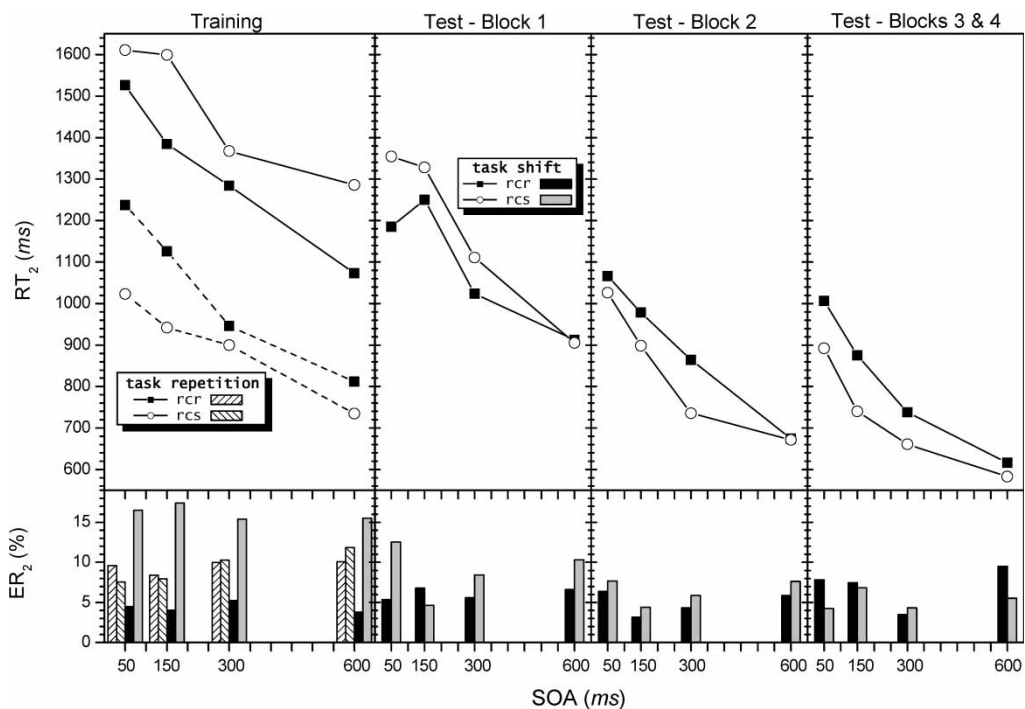 Training Test - Block 1 Test - Block 2 Test - Blocks 3 & 4
1600
1500
1400
1300
1200
1100
1000
900
800
700
600
RT2 (ms)
task shift
rcr
rcs
task repetition
rcr
rcs
15
10
5
0
ER2 (%)
50 150 300 600 50 150 300 600 50 150 300 600 50 150 300 600
SOA (ms)